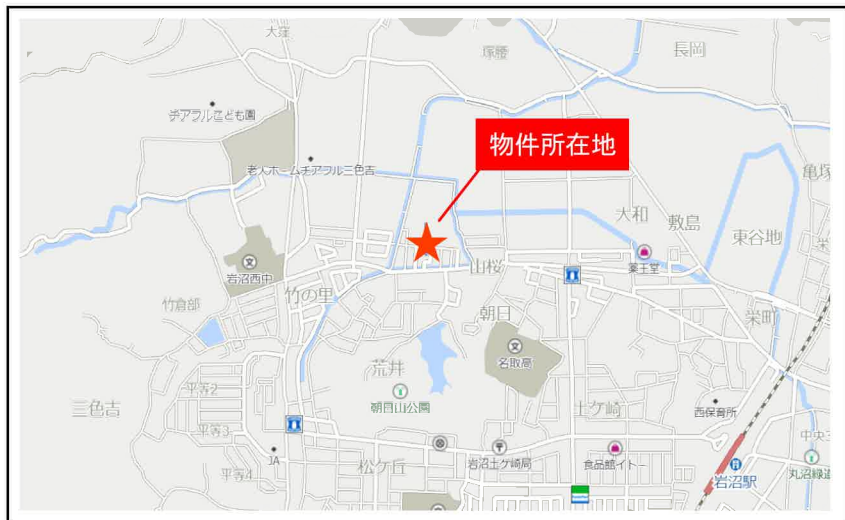 大窪
塚腰
長岡
チアフルこども園
物件所在地
老人ホームチアフル三色吉
亀塚
大和
敷島
東谷地
岩沼西中
山桜
薬王堂
竹の里
竹倉部
朝日
栄町
荒井
名取高
平等2
三色吉
朝日山公園
土ケ崎
西保育所
平等3
JA
中央3
岩沼土ケ崎局
食品館イトー
平等4
松ケ丘
岩沼駅
丸沼緑道